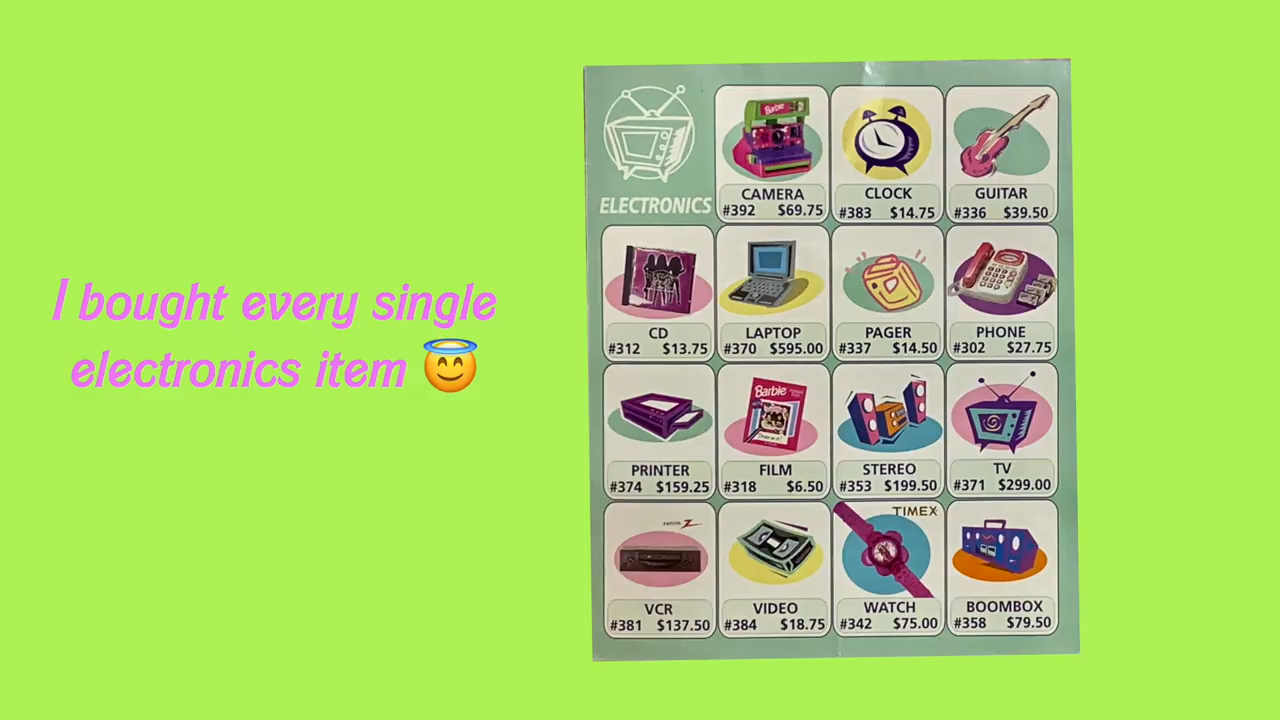 I bought every single
electronics item 😇
ELECTRONICS
Barbie
CAMERA
#392 $69.75
CLOCK
#383 $14.75
GUITAR
#336 $39.50
CD
#312 $13.75
LAPTOP
#370 $595.00
PAGER
#337 $14.50
PHONE
#302 $27.75
PRINTER
#374 $159.25
Barbie
FILM
#318 $6.50
STEREO
#353 $199.50
TV
#371 $299.00
ZENITH
VCR
#381 $137.50
VIDEO
#384 $18.75
TIMEX
WATCH
#342 $75.00
BOOMBOX
#358 $79.50